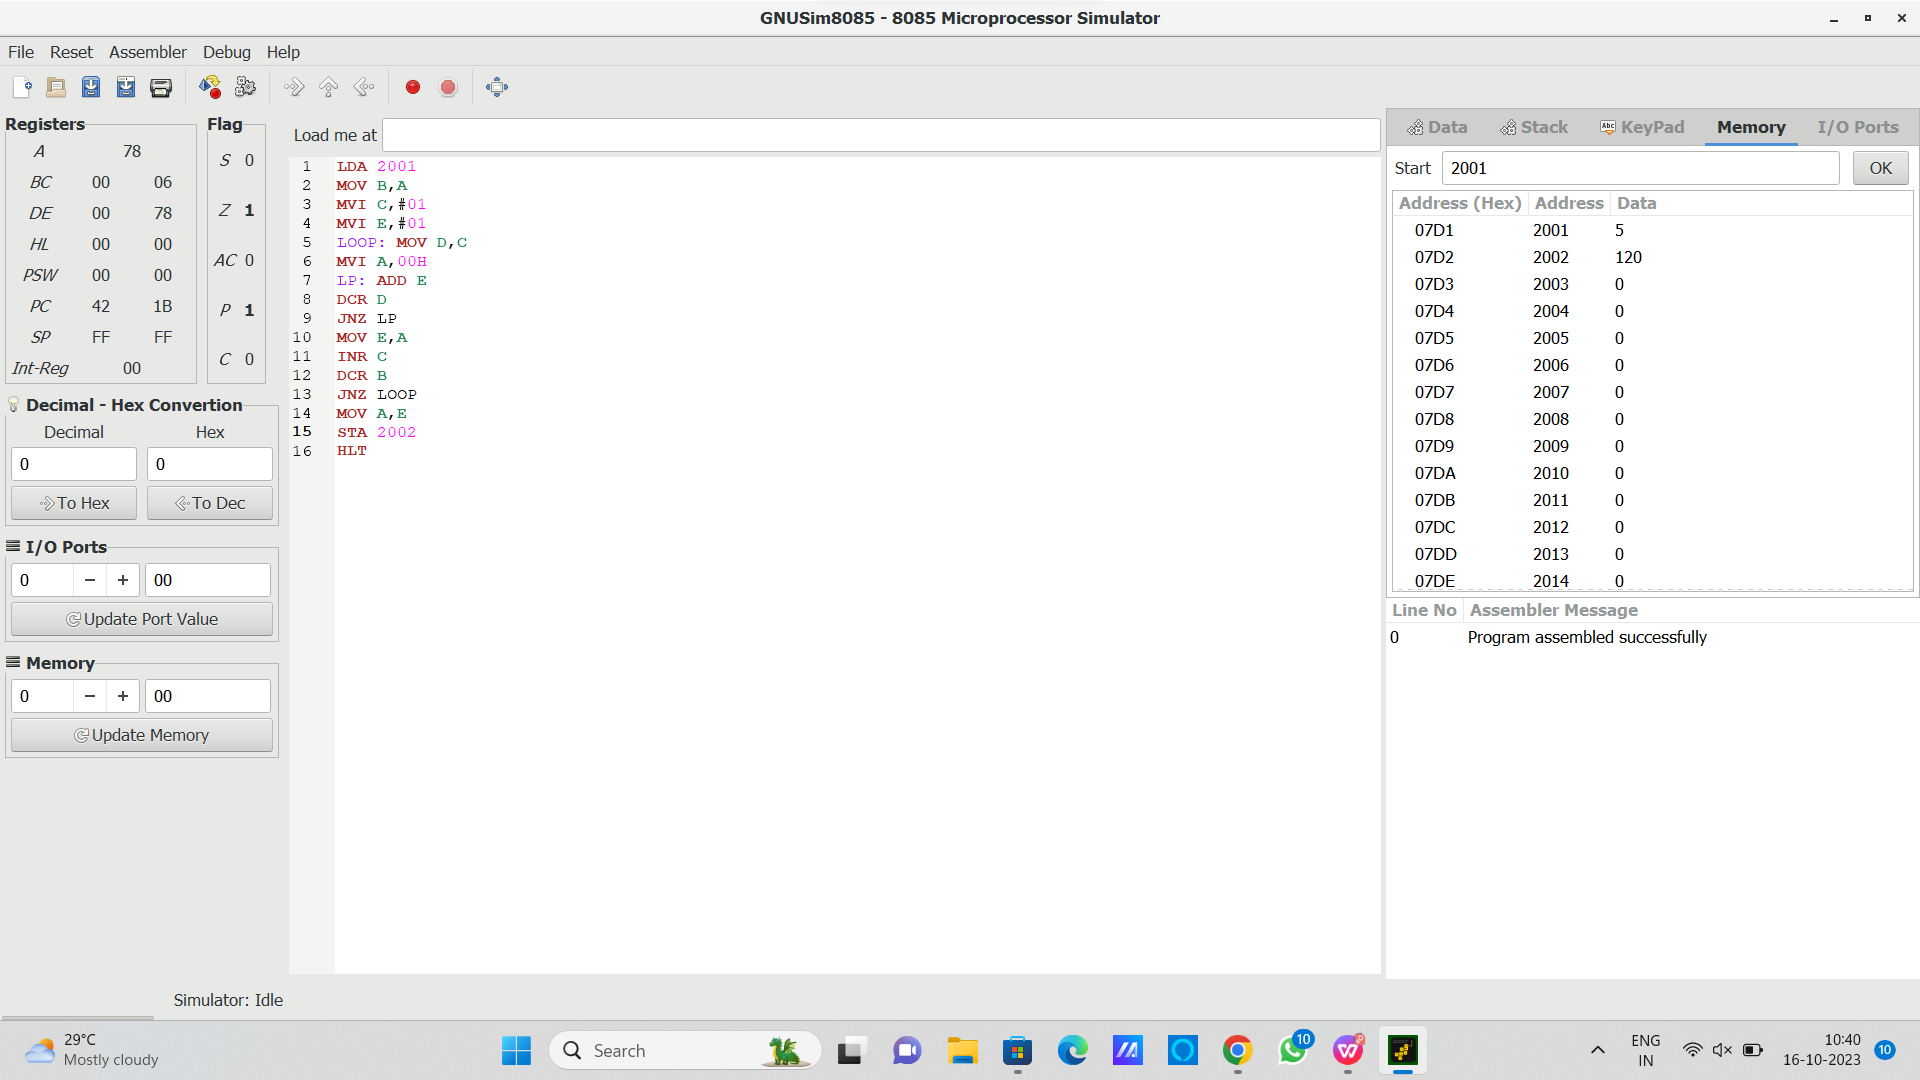 GNUSim8085 - 8085 Microprocessor Simulator
File Reset Assembler Debug Help
Registers
A 78
BC 00 06
DE 00 78
HL 00 00
PSW 00 00
PC 42 1B
SP FF FF
Int-Reg 00
Flag
S 0
Z 1
AC 0
P 1
C 0
Decimal - Hex Convertion
Decimal Hex
0 0
To Hex To Dec
I/O Ports
0 − + 00
Update Port Value
Memory
0 − + 00
Update Memory
Load me at
1 LDA 2001
2 MOV B,A
3 MVI C,#01
4 MVI E,#01
5 LOOP: MOV D,C
6 MVI A,00H
7 LP: ADD E
8 DCR D
9 JNZ LP
10 MOV E,A
11 INR C
12 DCR B
13 JNZ LOOP
14 MOV A,E
15 STA 2002
16 HLT
Data Stack Abc KeyPad Memory I/O Ports
Start 2001 OK
Address (Hex) Address Data
07D1 2001 5
07D2 2002 120
07D3 2003 0
07D4 2004 0
07D5 2005 0
07D6 2006 0
07D7 2007 0
07D8 2008 0
07D9 2009 0
07DA 2010 0
07DB 2011 0
07DC 2012 0
07DD 2013 0
07DE 2014 0
Line No Assembler Message
0 Program assembled successfully
Simulator: Idle
29°C
Mostly cloudy
Search
10
ENG
IN
10:40
16-10-2023
10